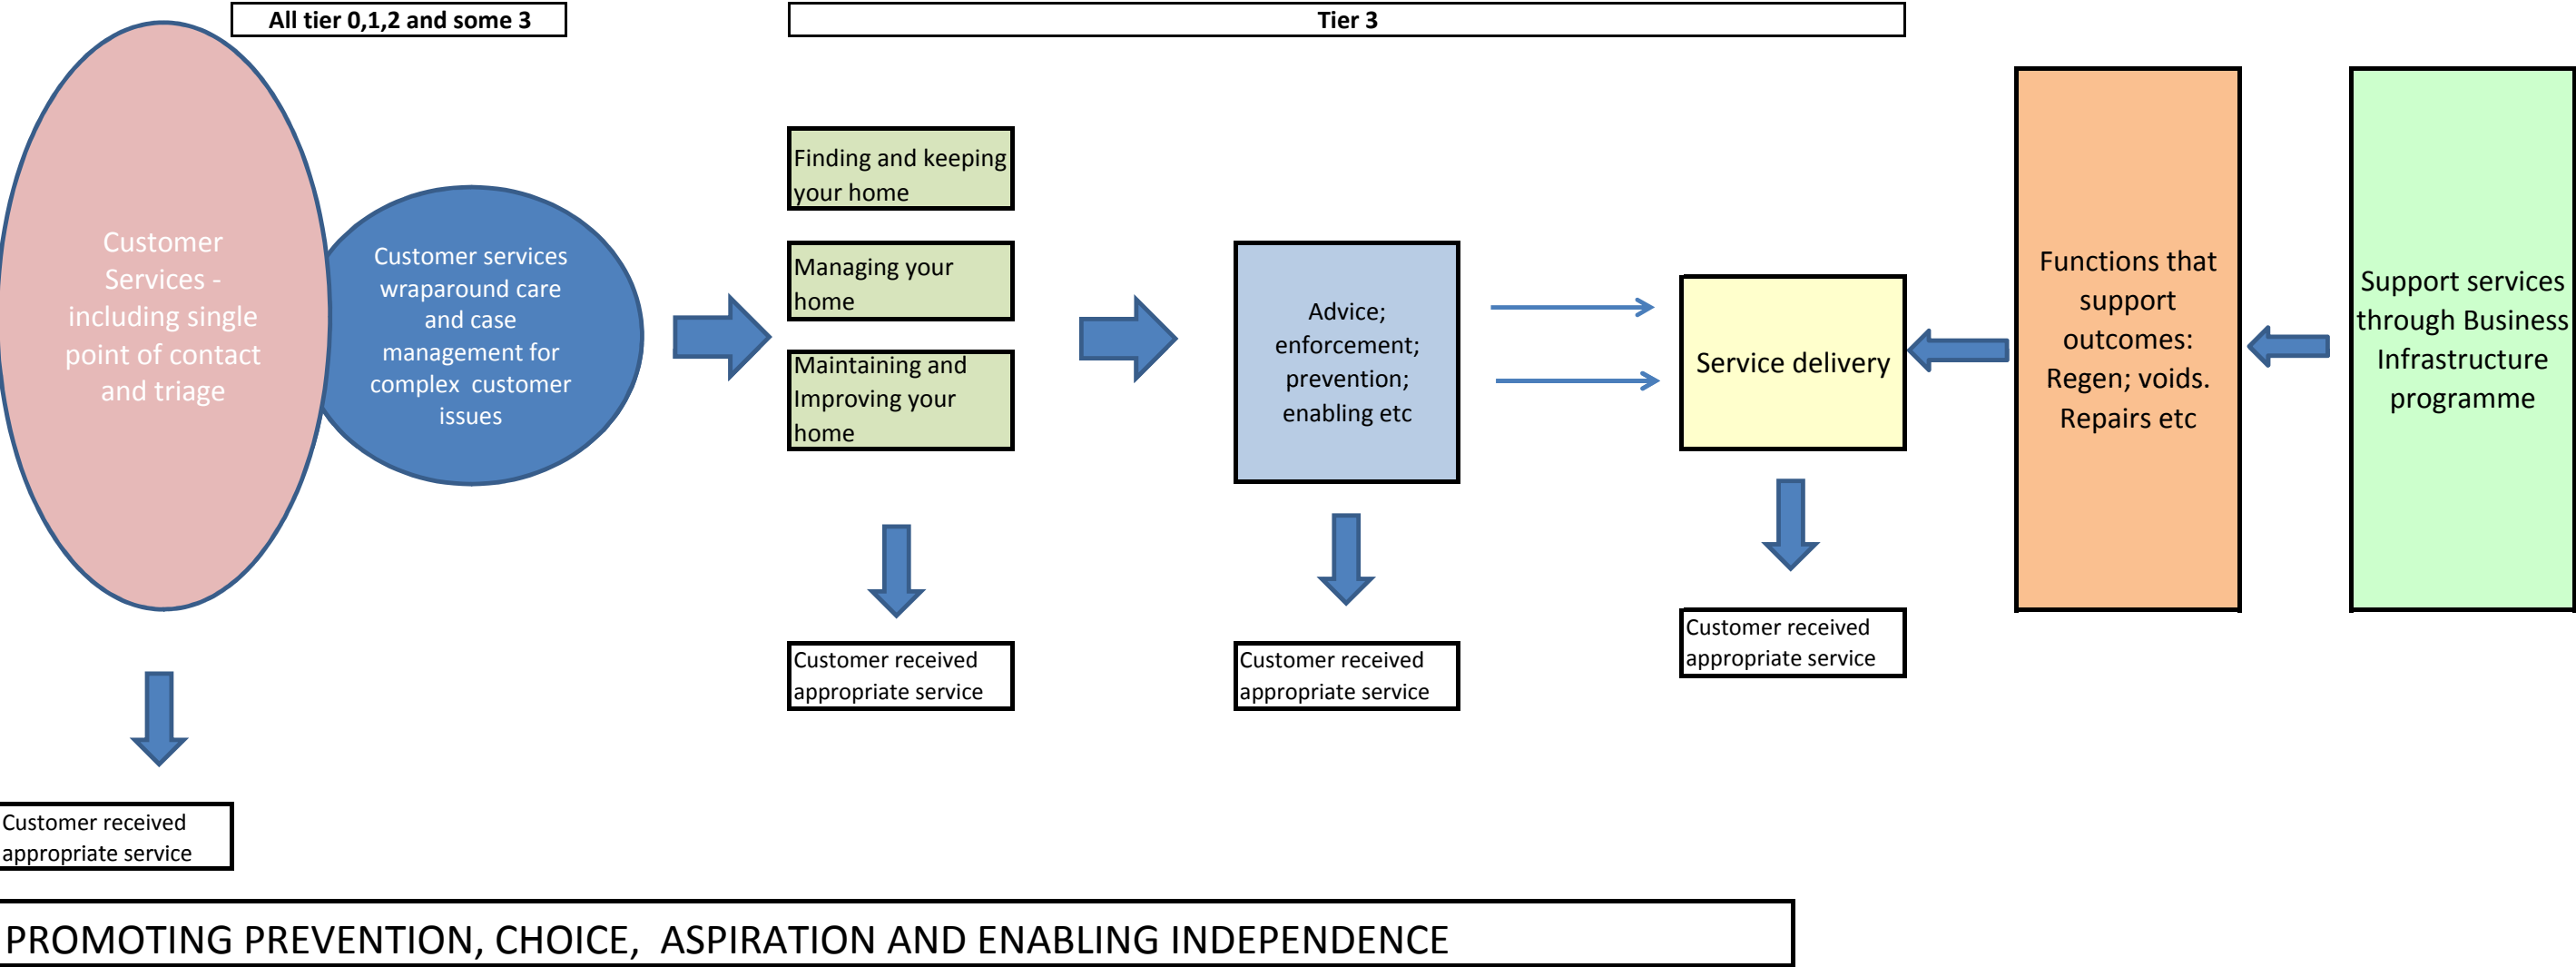 All tier 0,1,2 and some 3
Tier 3
Customer
Services -
including single
point of contact
and triage
Customer services
wraparound care
and case
management for
complex customer
issues
Finding and keeping
your home
Managing your
home
Maintaining and
Improving your
home
Advice;
enforcement;
prevention;
enabling etc
Service delivery
Functions that
support
outcomes:
Regen; voids.
Repairs etc
Support services
through Business
Infrastructure
programme
Customer received
appropriate service
Customer received
appropriate service
Customer received
appropriate service
Customer received
appropriate service
PROMOTING PREVENTION, CHOICE, ASPIRATION AND ENABLING INDEPENDENCE